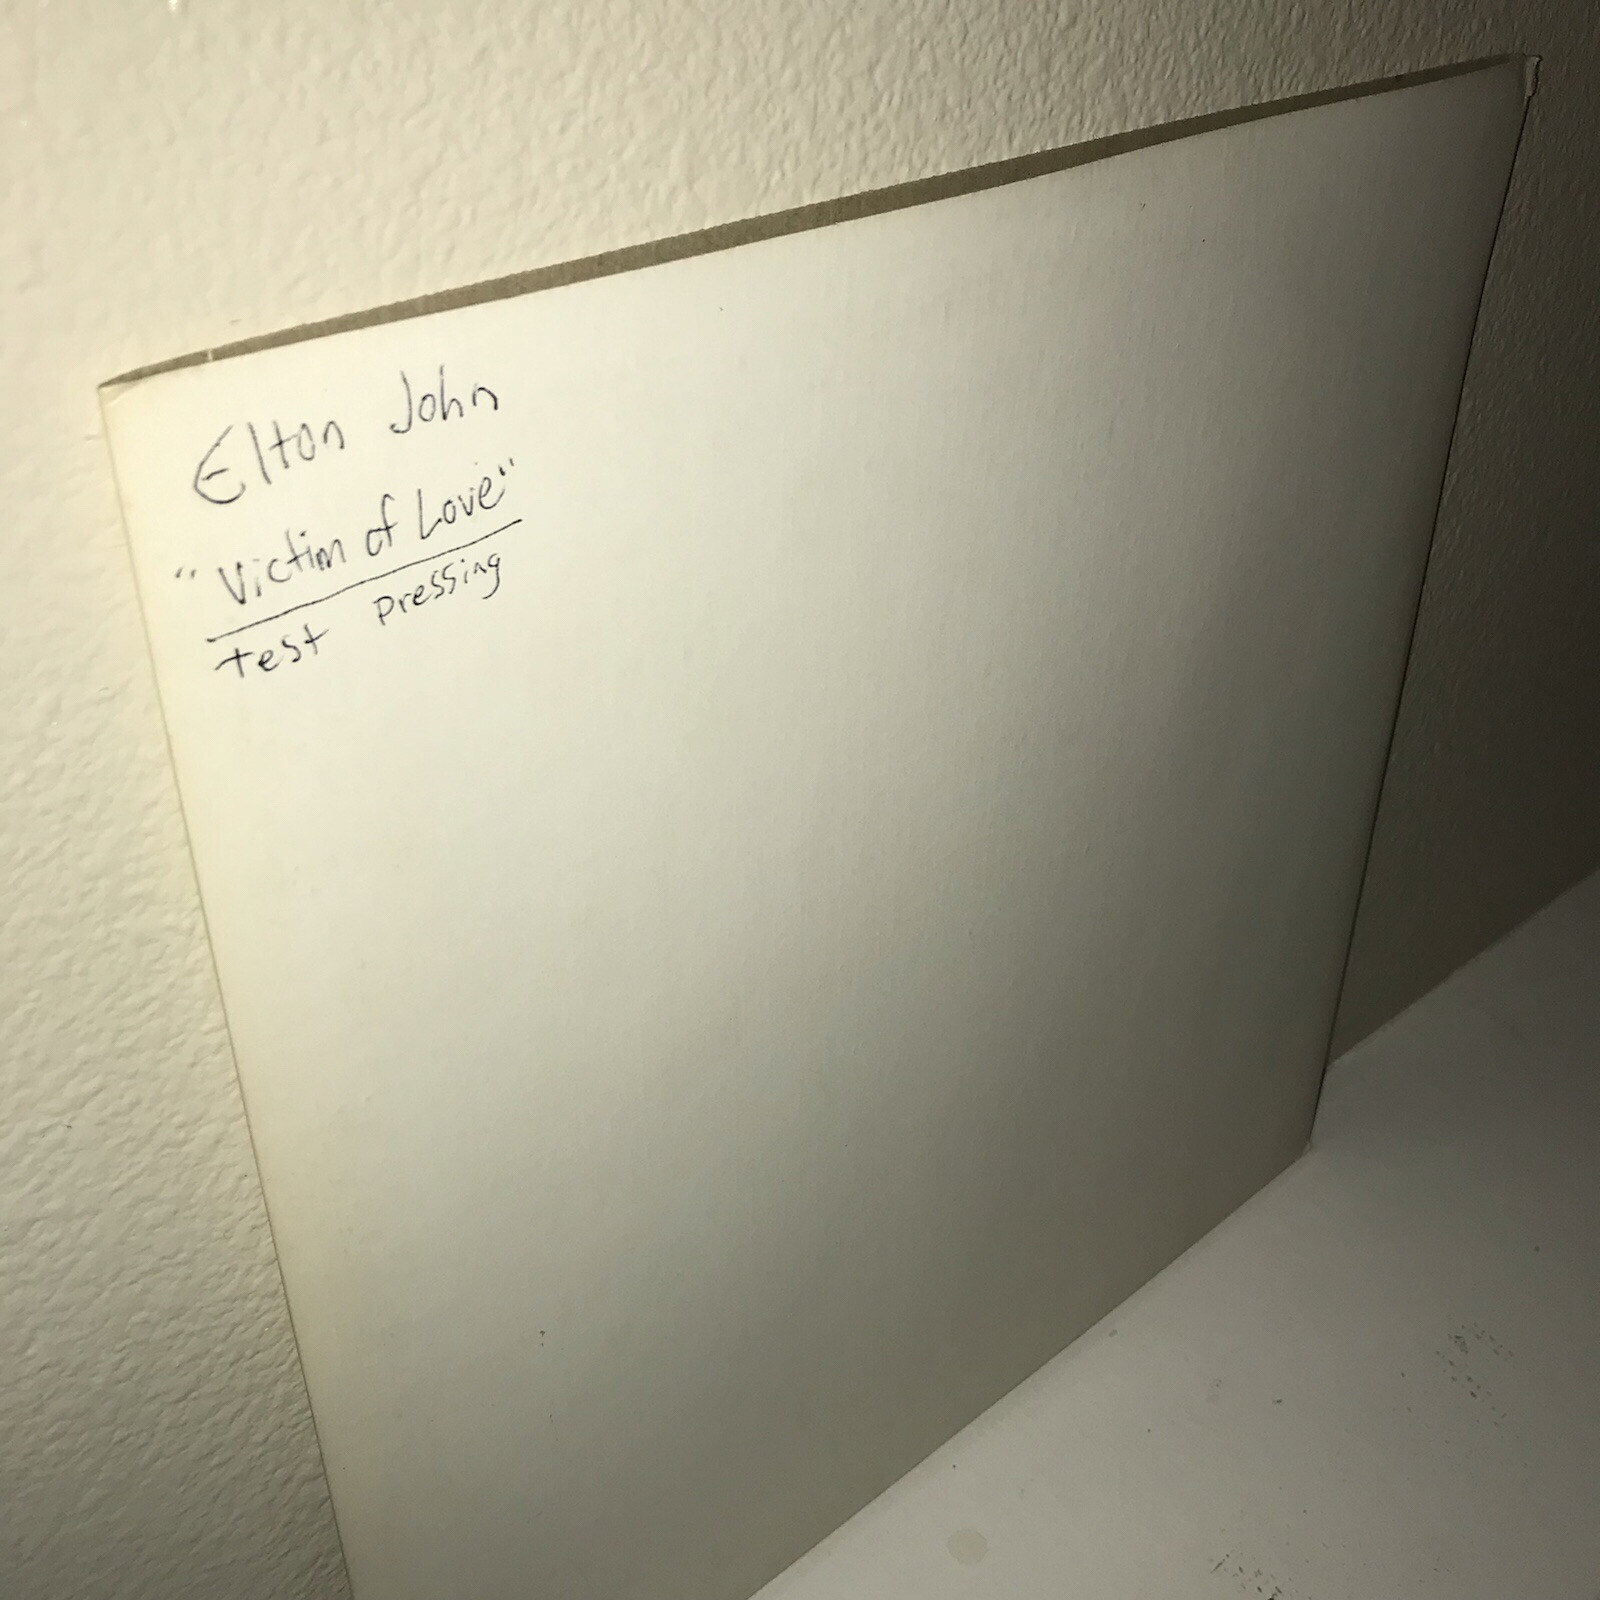 Elton John
"Victim of Love"
Test Pressing